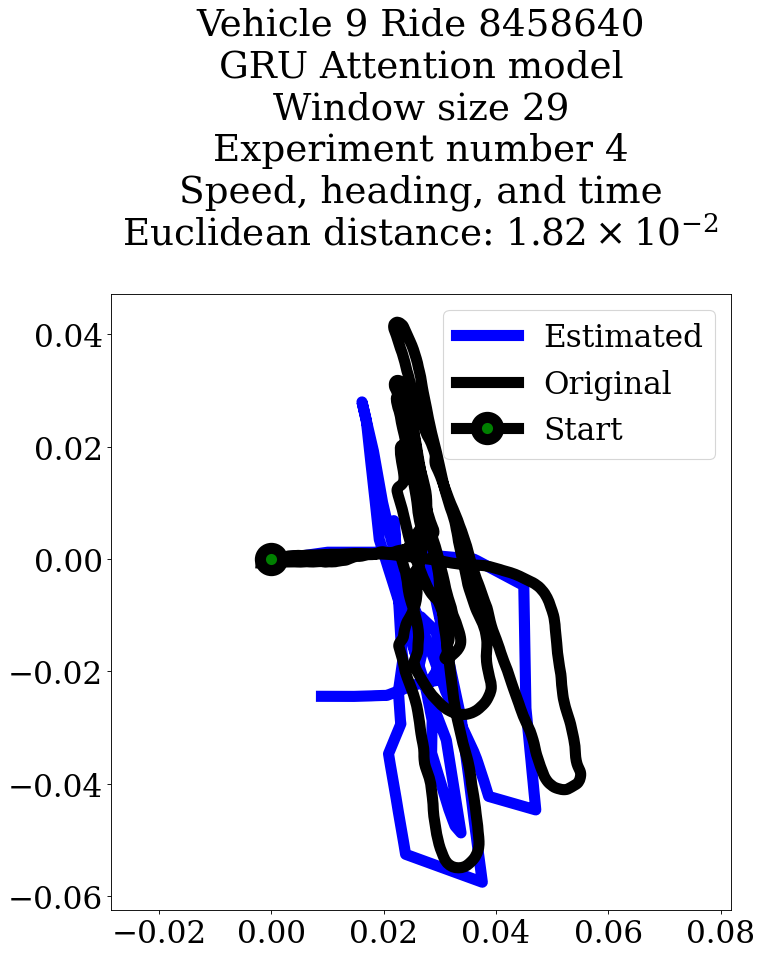 Vehicle 9 Ride 8458640
GRU Attention model
Window size 29
Experiment number 4
Speed, heading, and time
Euclidean distance: 1.82 × 10⁻²
Estimated
Original
Start
0.04
0.02
0.00
−0.02
−0.04
−0.06
−0.02 0.00 0.02 0.04 0.06 0.08